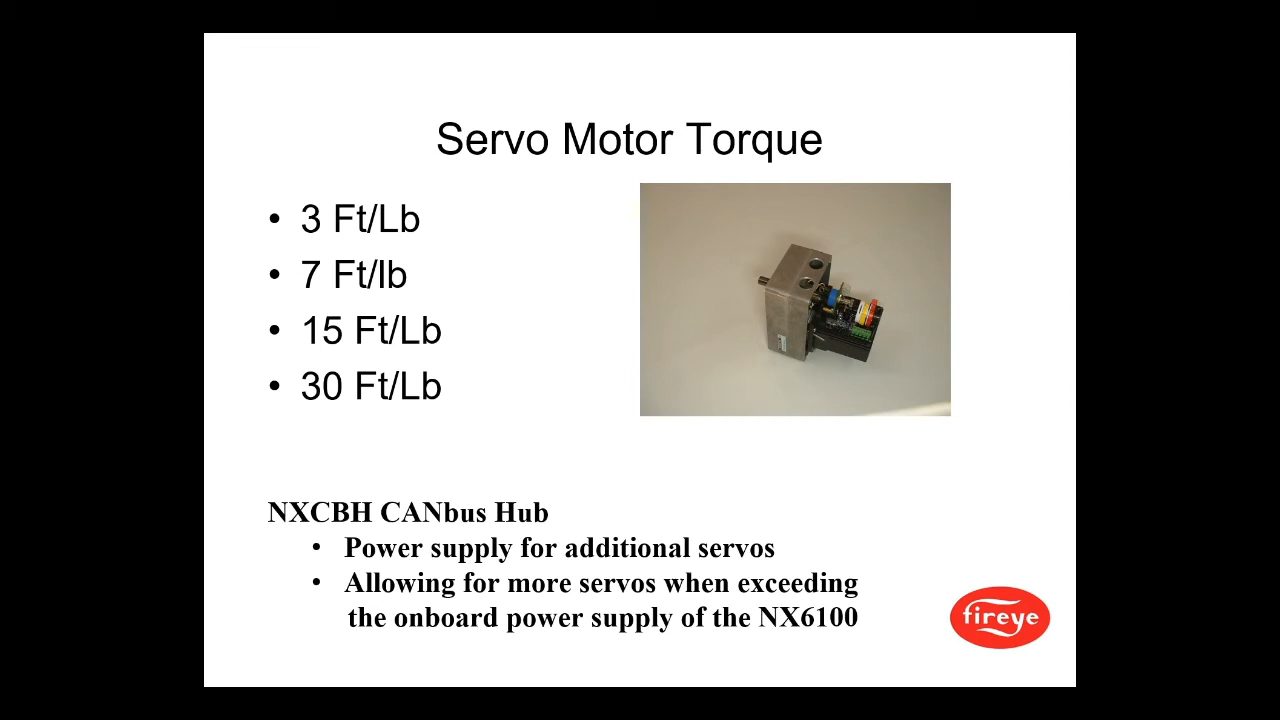 Servo Motor Torque
• 3 Ft/Lb
• 7 Ft/lb
• 15 Ft/Lb
• 30 Ft/Lb
NXCBH CANbus Hub
• Power supply for additional servos
• Allowing for more servos when exceeding
the onboard power supply of the NX6100
fireye